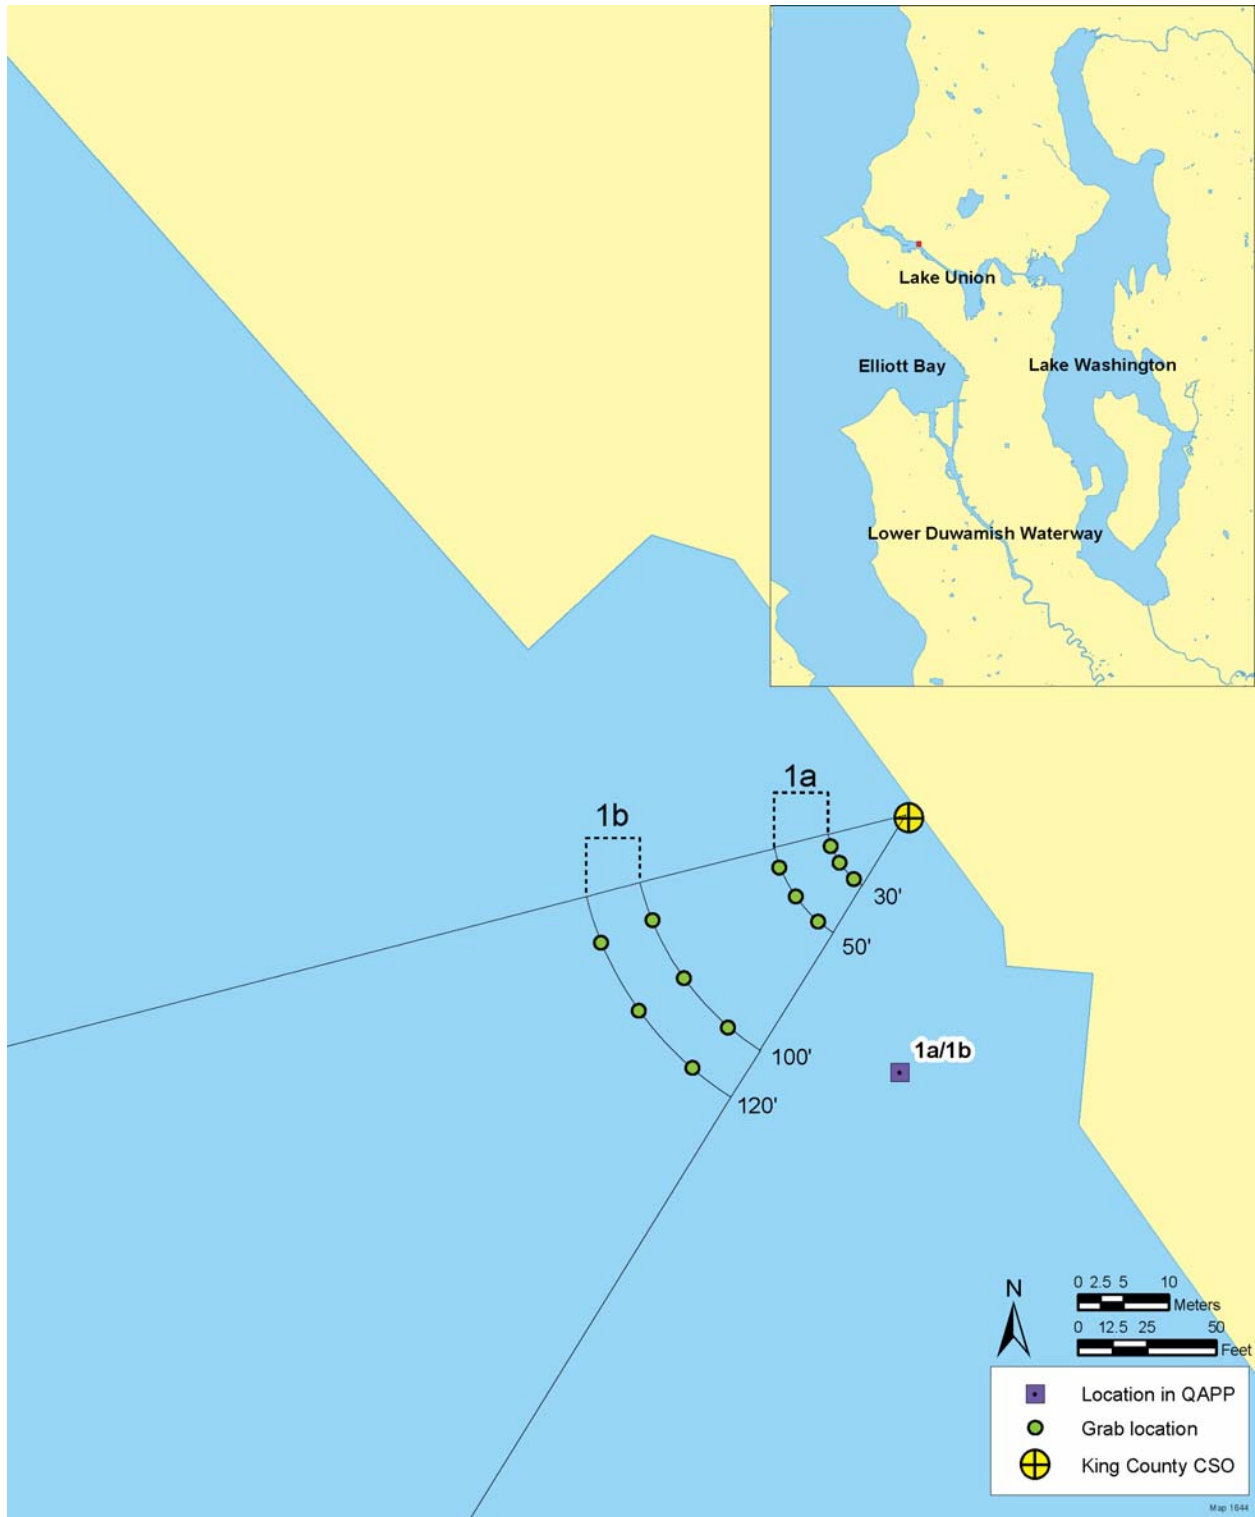 Lake Union
Elliott Bay
Lake Washington
Lower Duwamish Waterway
1a
1b
30'
50'
100'
120'
1a/1b
N
0 2.5 5 10
Meters
0 12.5 25 50
Feet
Location in QAPP
Grab location
King County CSO
Map 1644